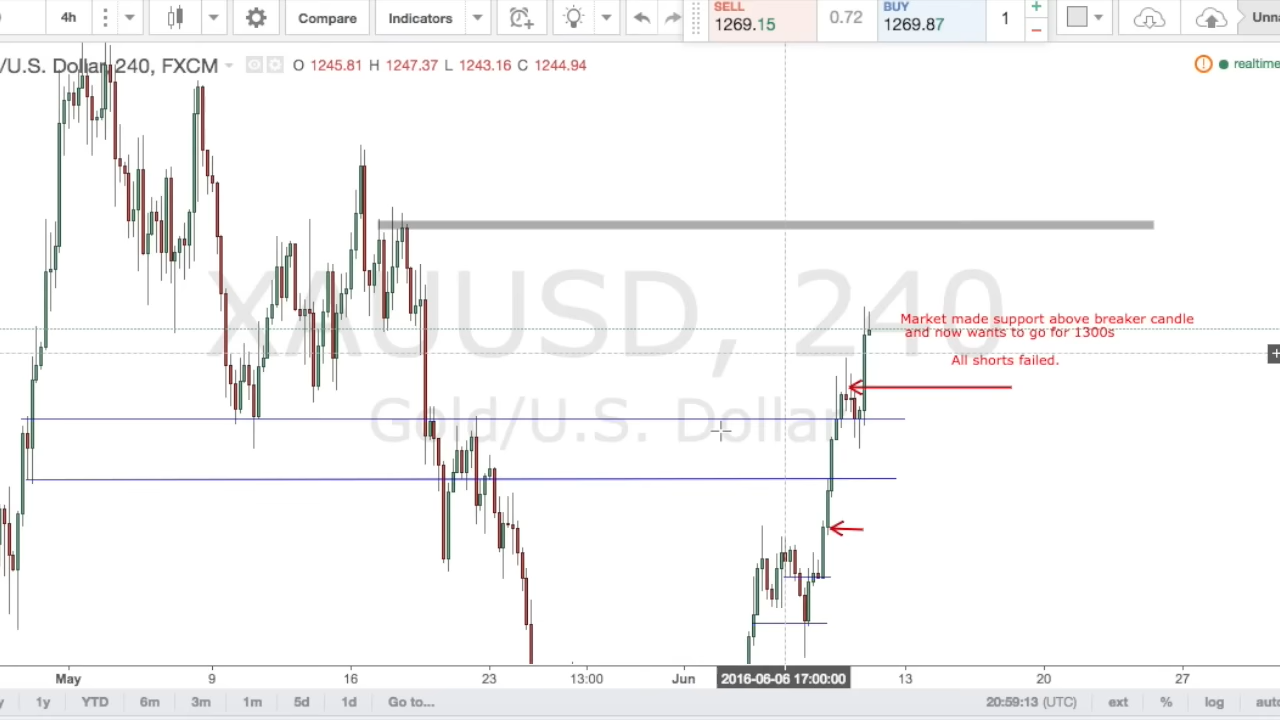 4h
Compare
Indicators
SELL
1269.15
0.72
BUY
1269.87
1
/U.S. Dollar, 240, FXCM
O 1245.81 H 1247.37 L 1243.16 C 1244.94
realtime
XAUUSD, 240
Gold/U.S. Dollar
Market made support above breaker candle
and now wants to go for 1300s
All shorts failed.
May
9
16
23
13:00
Jun
2016-06-06 17:00:00
13
20
27
1y
YTD
6m
3m
1m
5d
1d
Go to...
20:59:13 (UTC)
ext
%
log